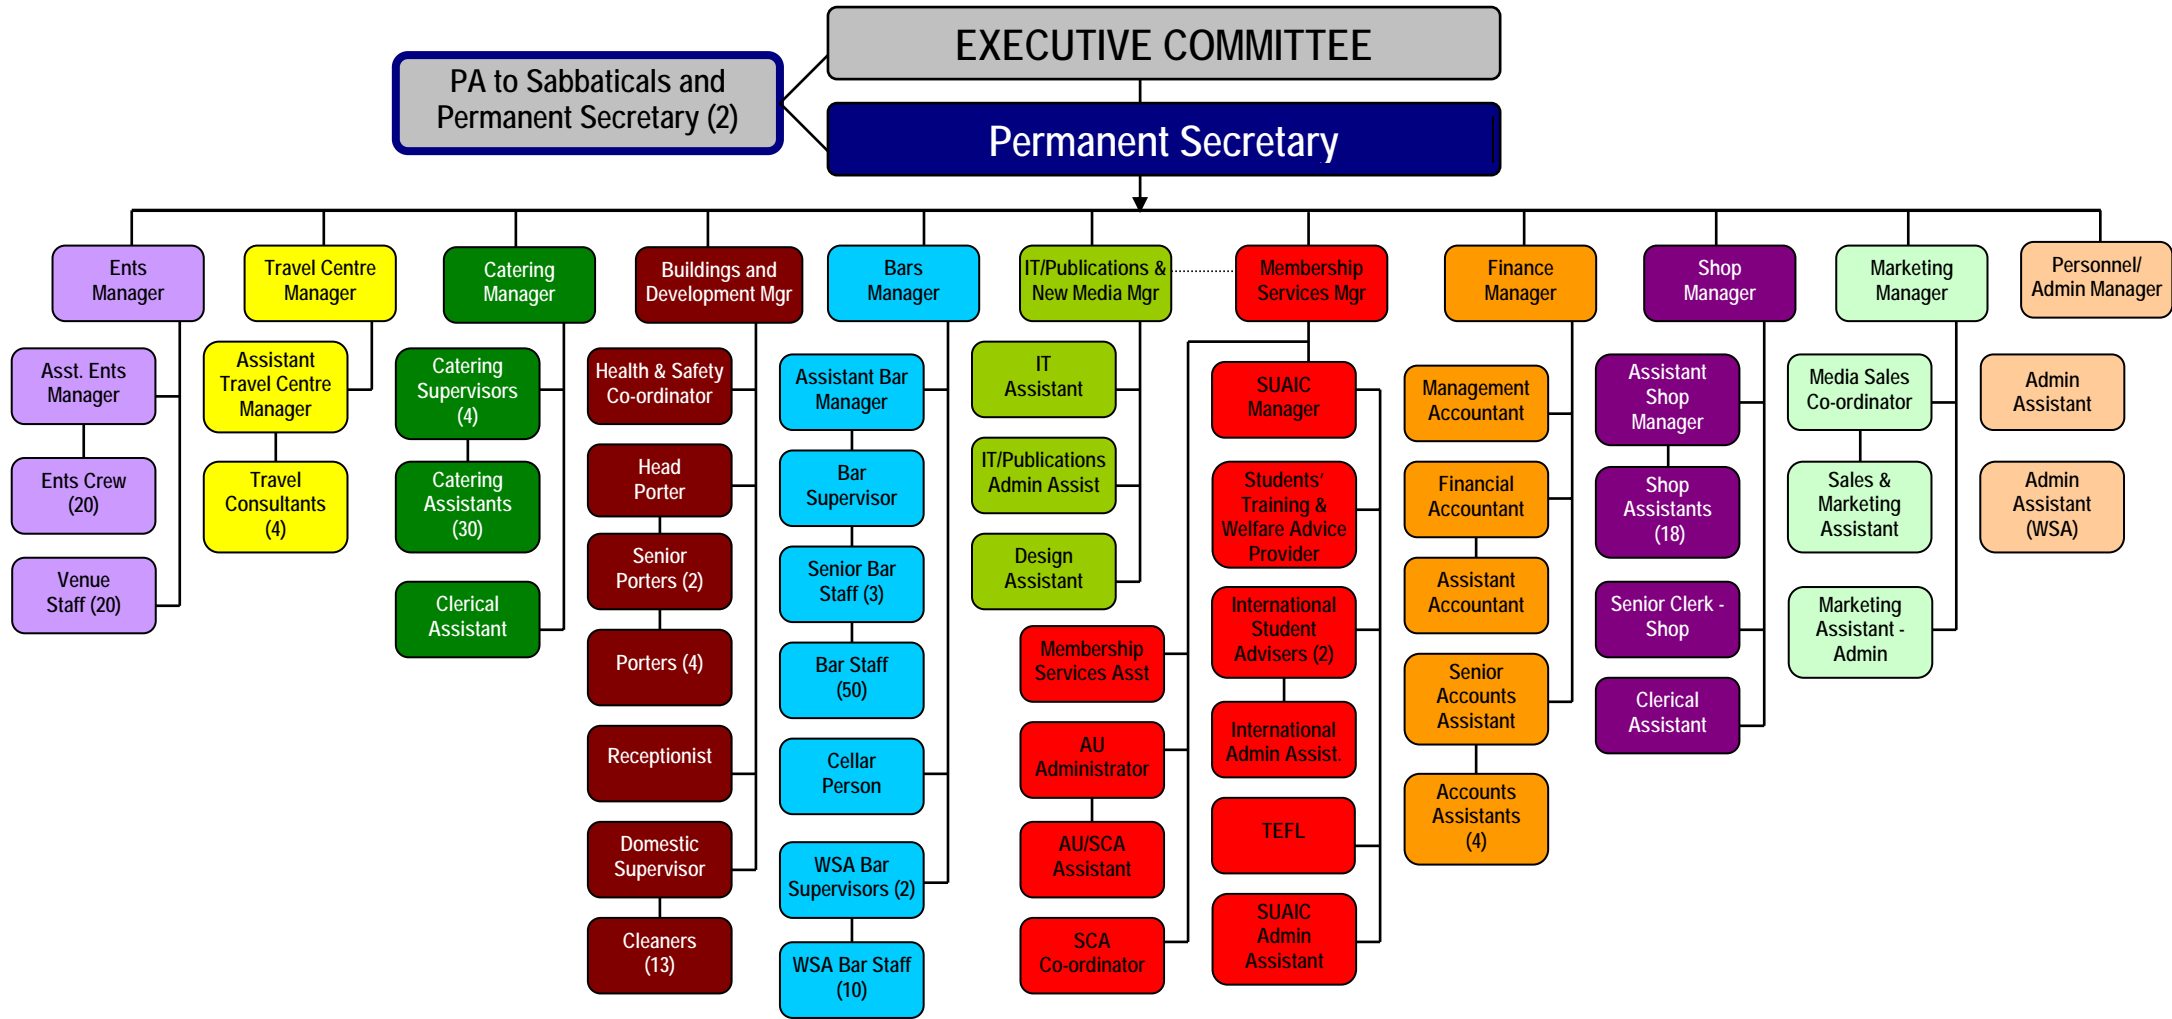 EXECUTIVE COMMITTEE
PA to Sabbaticals and
Permanent Secretary (2)
Permanent Secretary
Ents
Manager
Travel Centre
Manager
Catering
Manager
Buildings and
Development Mgr
Bars
Manager
IT/Publications &
New Media Mgr
Membership
Services Mgr
Finance
Manager
Shop
Manager
Marketing
Manager
Personnel/
Admin Manager
Asst. Ents
Manager
Ents Crew
(20)
Venue
Staff (20)
Assistant
Travel Centre
Manager
Travel
Consultants
(4)
Catering
Supervisors
(4)
Catering
Assistants
(30)
Clerical
Assistant
Health & Safety
Co-ordinator
Head
Porter
Senior
Porters (2)
Porters (4)
Receptionist
Domestic
Supervisor
Cleaners
(13)
Assistant Bar
Manager
Bar
Supervisor
Senior Bar
Staff (3)
Bar Staff
(50)
Cellar
Person
WSA Bar
Supervisors (2)
WSA Bar Staff
(10)
IT
Assistant
IT/Publications
Admin Assist
Design
Assistant
Membership
Services Asst
AU
Administrator
AU/SCA
Assistant
SCA
Co-ordinator
SUAIC
Manager
Students'
Training &
Welfare Advice
Provider
International
Student
Advisers (2)
International
Admin Assist.
TEFL
SUAIC
Admin
Assistant
Management
Accountant
Financial
Accountant
Assistant
Accountant
Senior
Accounts
Assistant
Accounts
Assistants
(4)
Assistant
Shop
Manager
Shop
Assistants
(18)
Senior Clerk -
Shop
Clerical
Assistant
Media Sales
Co-ordinator
Sales &
Marketing
Assistant
Marketing
Assistant -
Admin
Admin
Assistant
Admin
Assistant
(WSA)